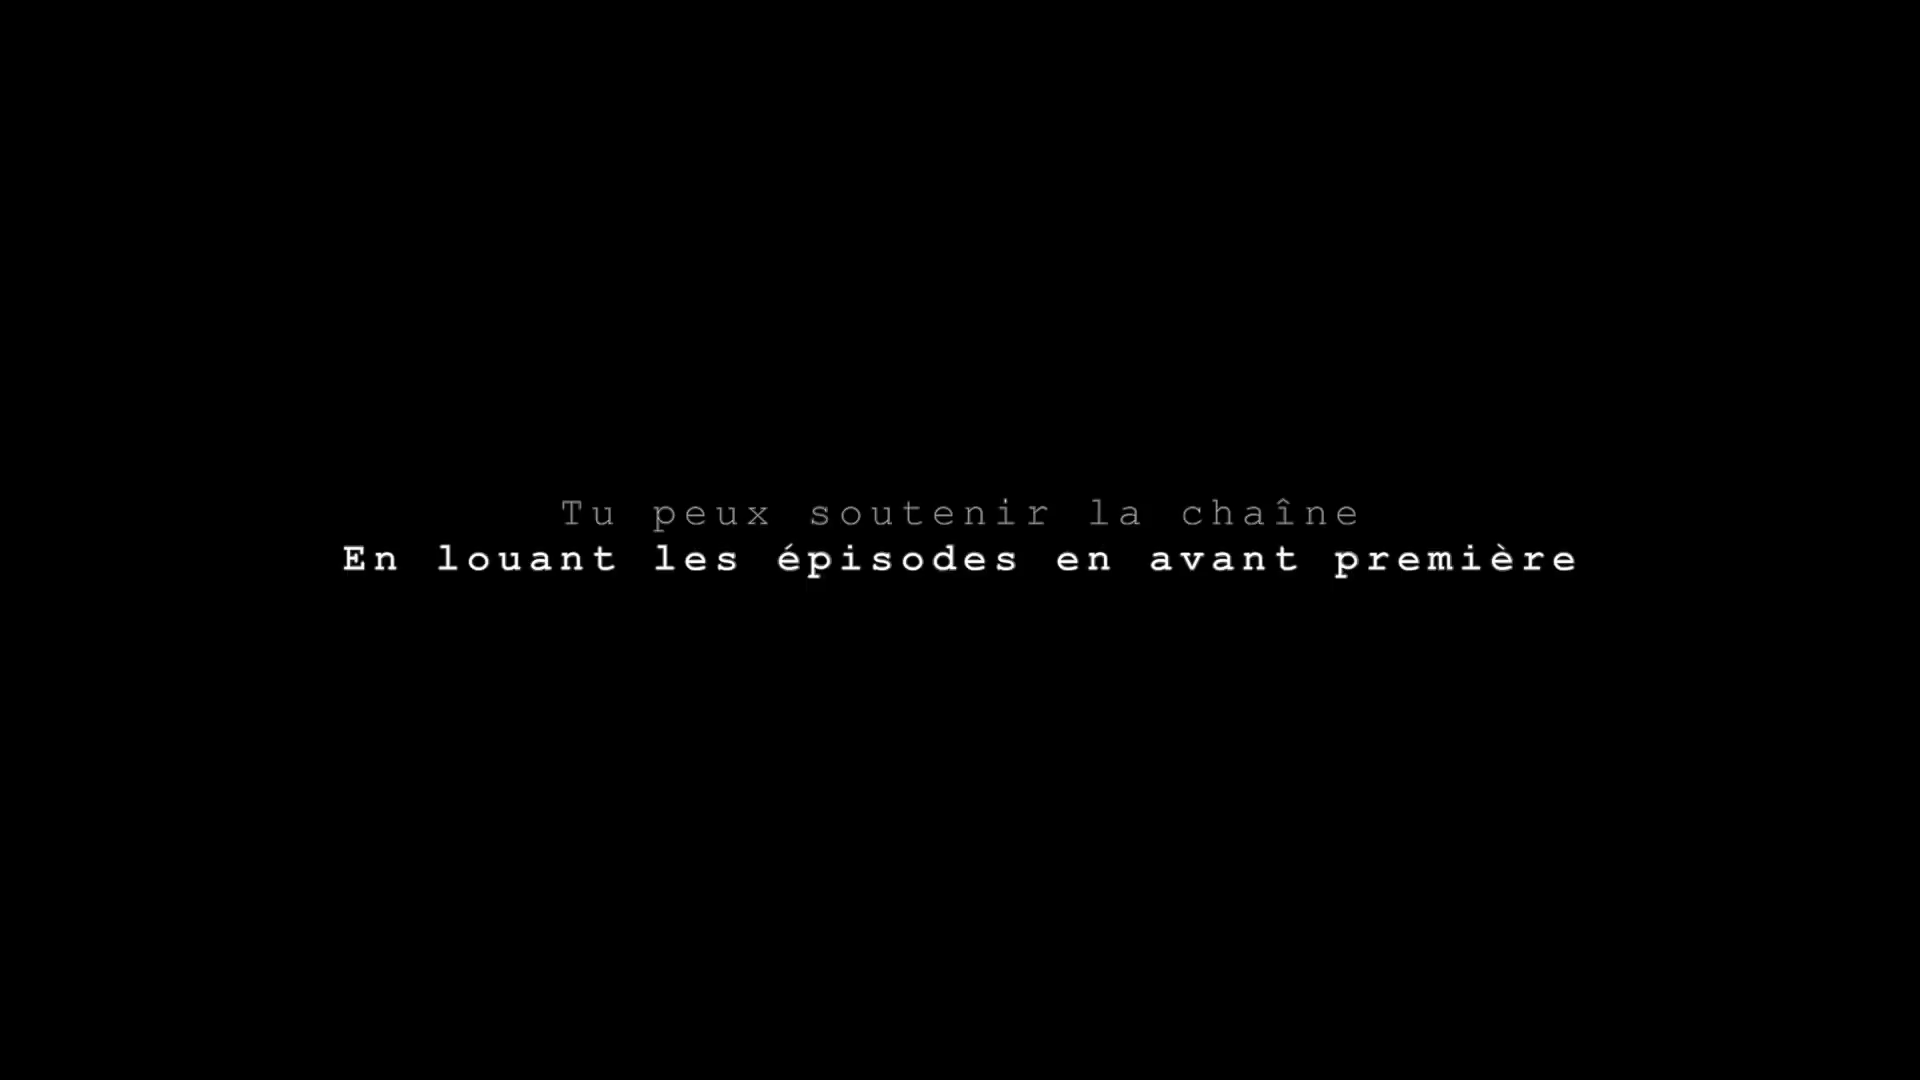 Tu peux soutenir la chaîne
En louant les épisodes en avant première